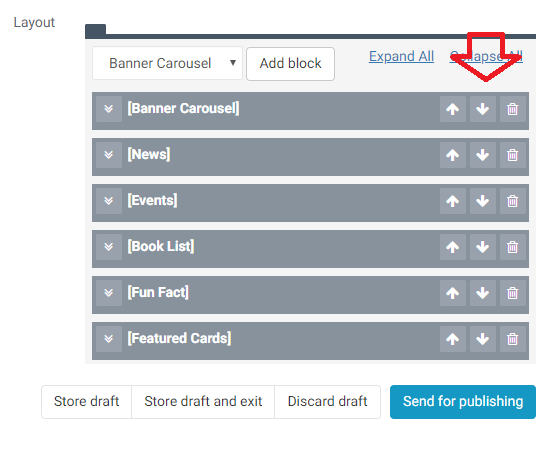 Layout
Banner Carousel Add block Expand All Collapse All
[Banner Carousel]
[News]
[Events]
[Book List]
[Fun Fact]
[Featured Cards]
Store draft Store draft and exit Discard draft Send for publishing